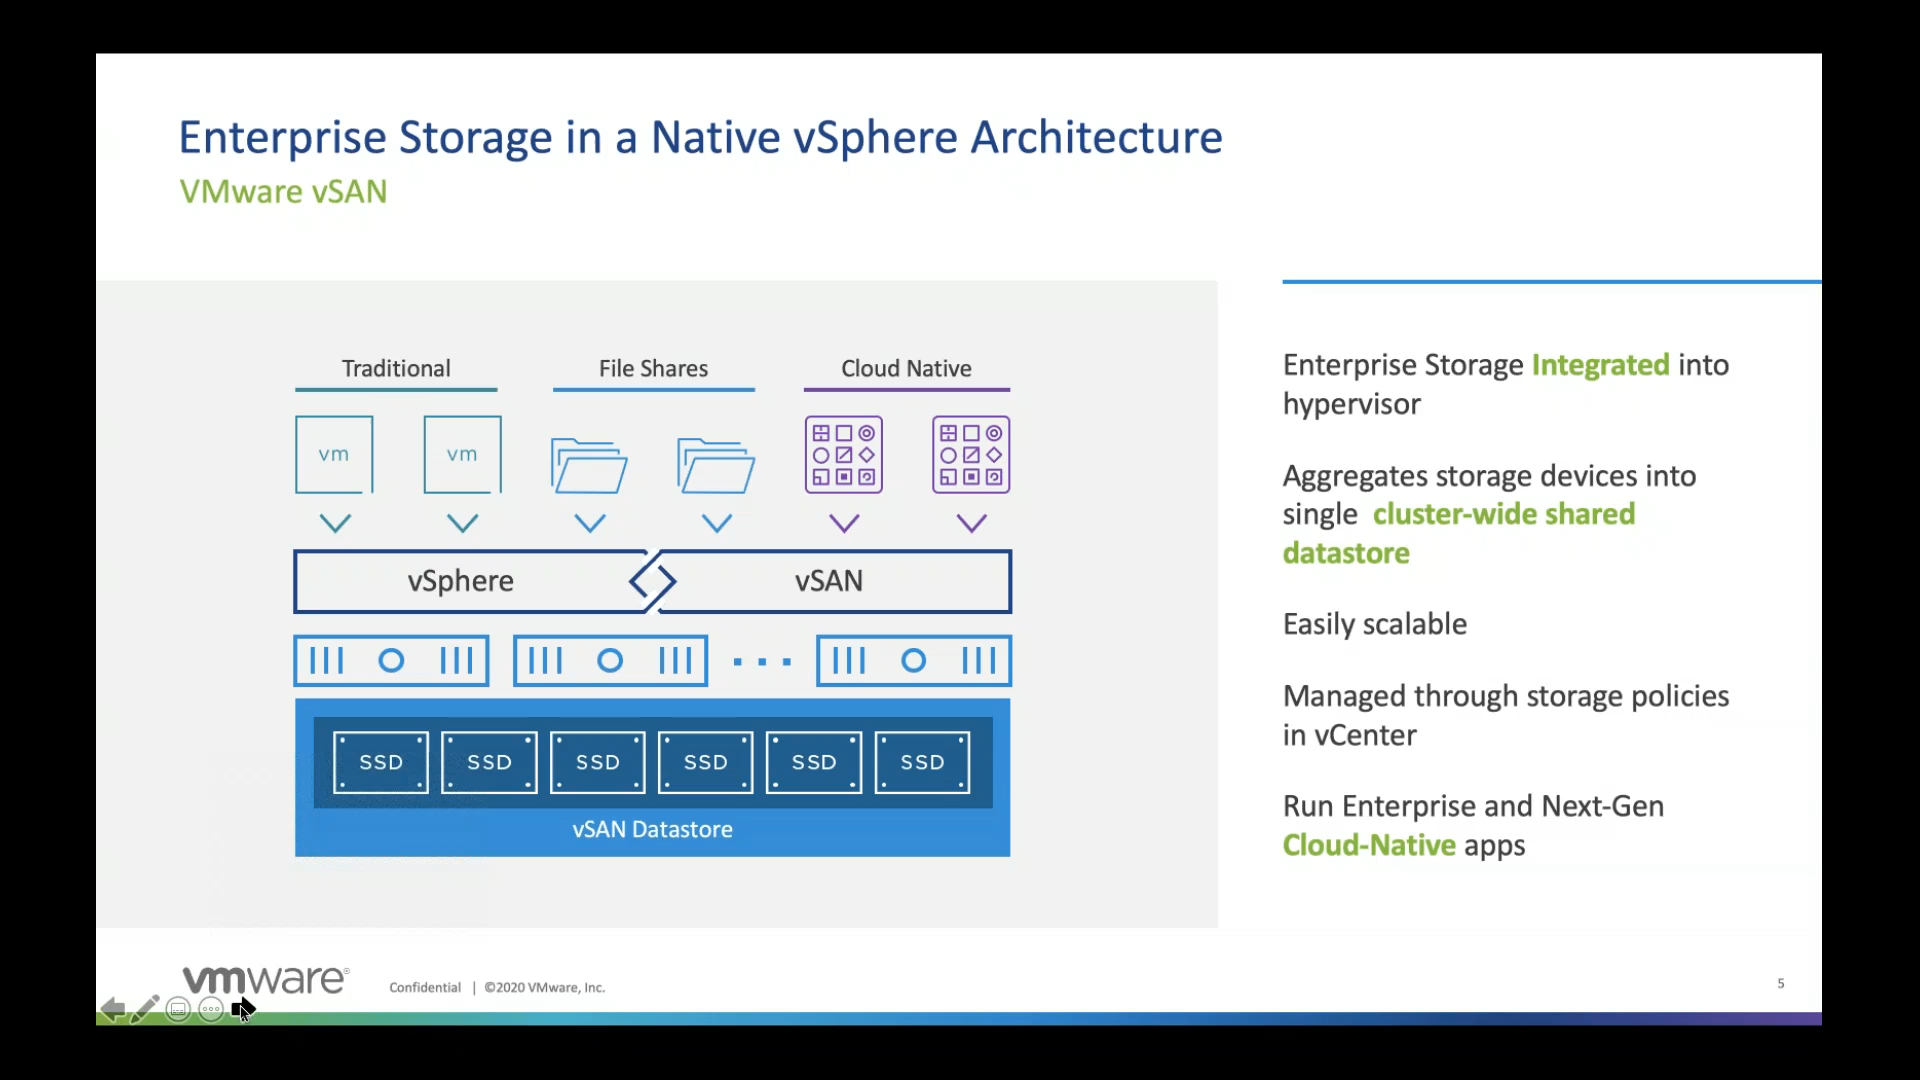 Enterprise Storage in a Native vSphere Architecture
VMware vSAN
Traditional
File Shares
Cloud Native
vm
vm
vSphere
vSAN
SSD
SSD
SSD
SSD
SSD
SSD
vSAN Datastore
Enterprise Storage Integrated into
hypervisor
Aggregates storage devices into
single cluster-wide shared
datastore
Easily scalable
Managed through storage policies
in vCenter
Run Enterprise and Next-Gen
Cloud-Native apps
vmware®
Confidential | ©2020 VMware, Inc.
5